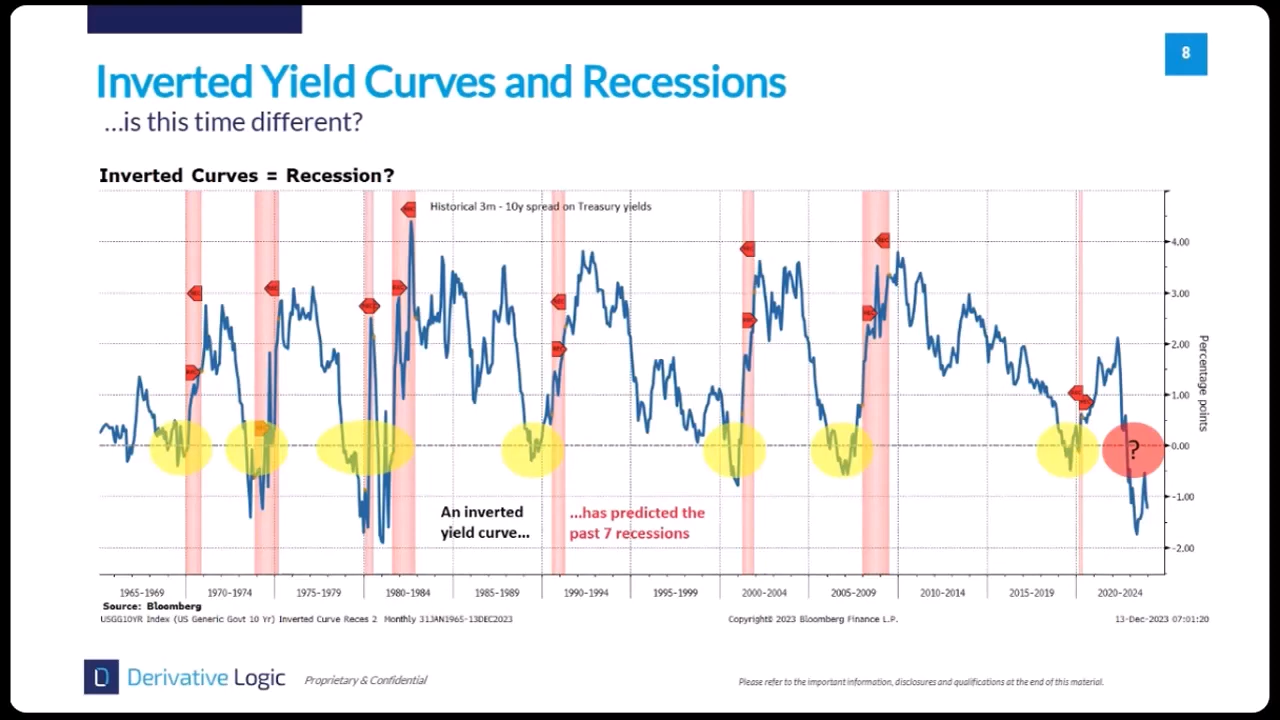 8
Inverted Yield Curves and Recessions
...is this time different?
Inverted Curves = Recession?
Historical 3m - 10y spread on Treasury yields
4.00
3.00
2.00
1.00
0.00
-1.00
-2.00
Percentage points
?
An inverted
yield curve...
...has predicted the
past 7 recessions
1965-1969 1970-1974 1975-1979 1980-1984 1985-1989 1990-1994 1995-1999 2000-2004 2005-2009 2010-2014 2015-2019 2020-2024
Source: Bloomberg
USGG10YR Index (US Generic Govt 10 Yr) Inverted Curve Reces 2 Monthly 31JAN1965-13DEC2023 Copyright© 2023 Bloomberg Finance L.P. 13-Dec-2023 07:01:20
D Derivative Logic Proprietary & Confidential Please refer to the important information, disclosures and qualifications at the end of this material.